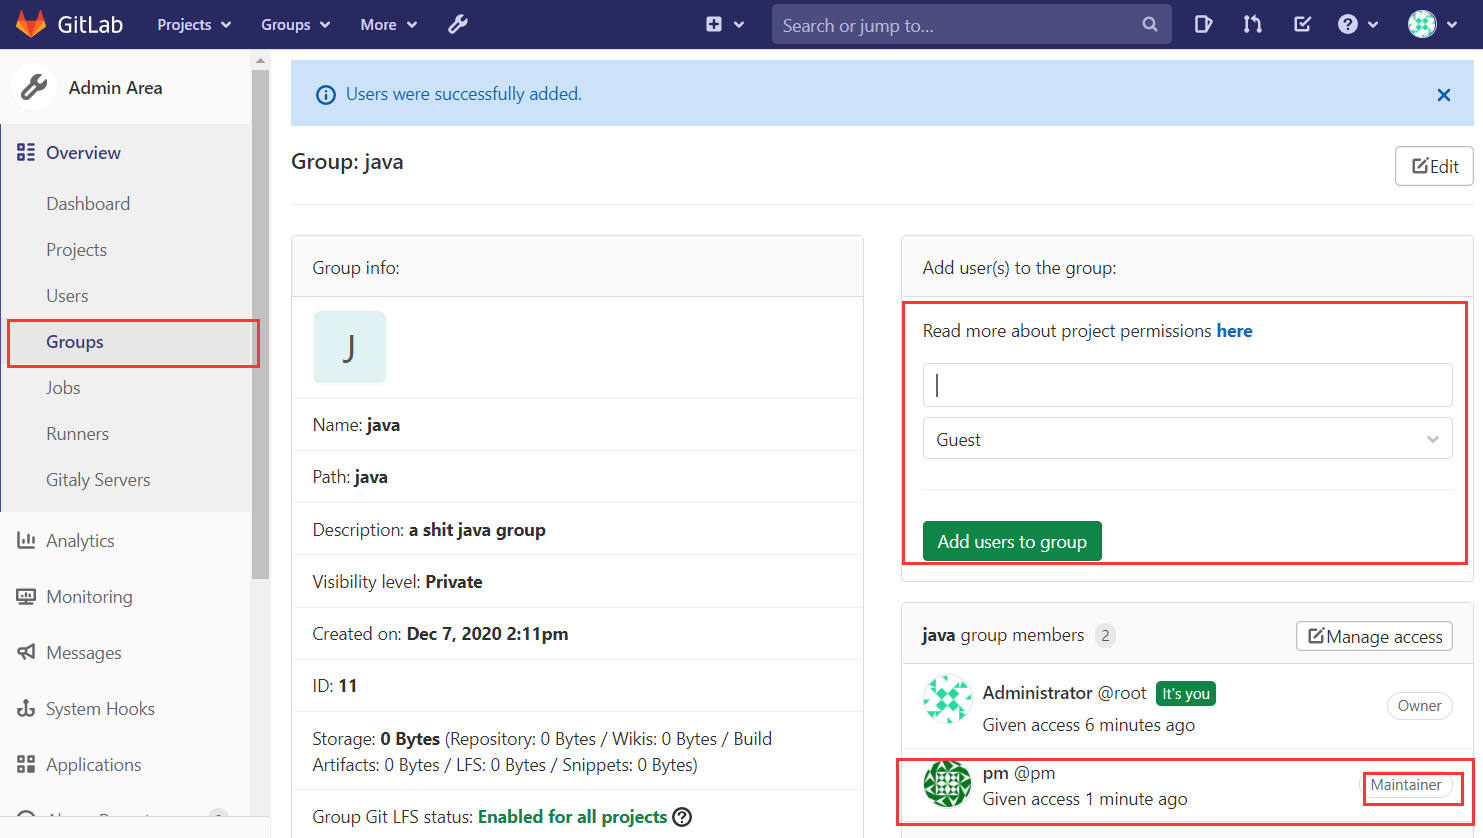 GitLab Projects Groups More Search or jump to...
Admin Area
Overview
Dashboard
Projects
Users
Groups
Jobs
Runners
Gitaly Servers
Analytics
Monitoring
Messages
System Hooks
Applications
Users were successfully added.
Group: java
Edit
Group info:
J
Name: java
Path: java
Description: a shit java group
Visibility level: Private
Created on: Dec 7, 2020 2:11pm
ID: 11
Storage: 0 Bytes (Repository: 0 Bytes / Wikis: 0 Bytes / Build
Artifacts: 0 Bytes / LFS: 0 Bytes / Snippets: 0 Bytes)
Group Git LFS status: Enabled for all projects
Add user(s) to the group:
Read more about project permissions here
Guest
Add users to group
java group members 2
Manage access
Administrator @root It's you
Given access 6 minutes ago
Owner
pm @pm
Given access 1 minute ago
Maintainer